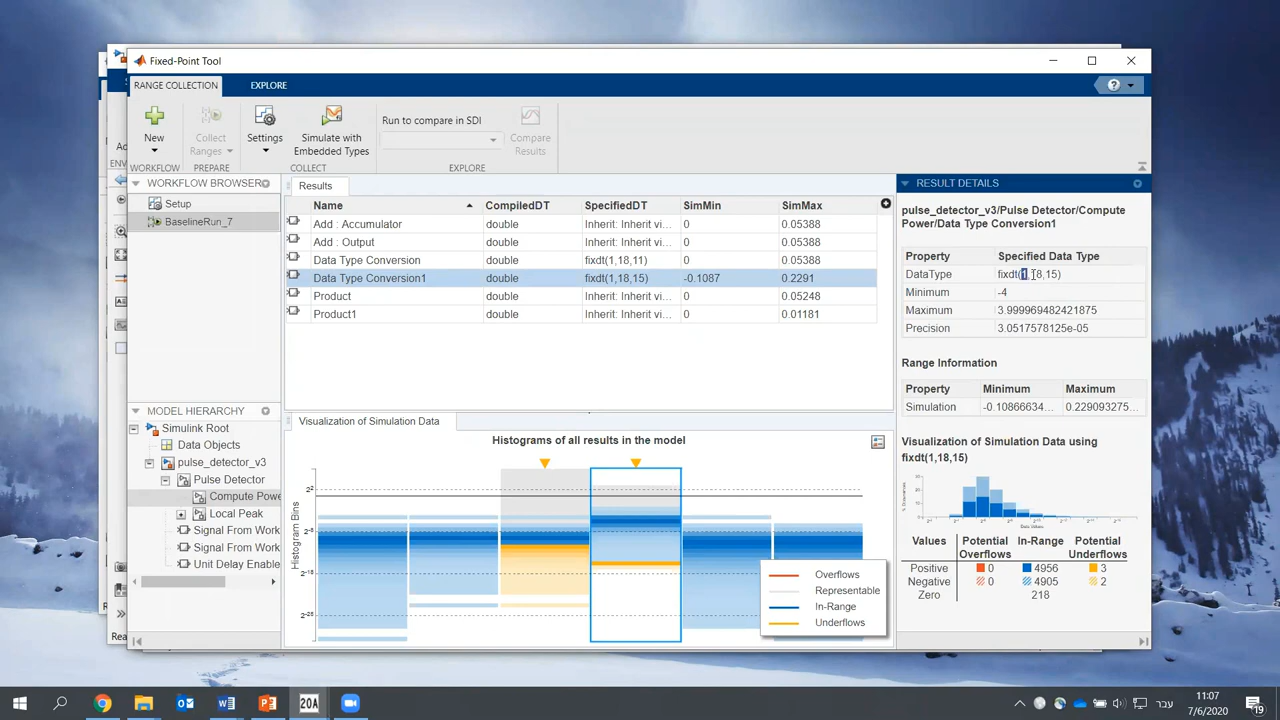 Fixed-Point Tool
RANGE COLLECTION
EXPLORE
New
Collect
Ranges
Settings
Simulate with
Embedded Types
Run to compare in SDI
Compare
Results
WORKFLOW
PREPARE
COLLECT
EXPLORE
WORKFLOW BROWSER
Setup
BaselineRun_7
Results
Name CompiledDT SpecifiedDT SimMin SimMax
Add : Accumulator double Inherit: Inherit vi... 0 0.05388
Add : Output double Inherit: Inherit vi... 0 0.05388
Data Type Conversion double fixdt(1,18,11) 0 0.05388
Data Type Conversion1 double fixdt(1,18,15) -0.1087 0.2291
Product double Inherit: Inherit vi... 0 0.05248
Product1 double Inherit: Inherit vi... 0 0.01181
MODEL HIERARCHY
Simulink Root
Data Objects
pulse_detector_v3
Pulse Detector
Compute Powe
Local Peak
Signal From Work
Signal From Work
Unit Delay Enable
Visualization of Simulation Data
Histograms of all results in the model
Histogram Bins
Overflows
Representable
In-Range
Underflows
RESULT DETAILS
pulse_detector_v3/Pulse Detector/Compute
Power/Data Type Conversion1
Property Specified Data Type
DataType fixdt(1,18,15)
Minimum -4
Maximum 3.999969482421875
Precision 3.0517578125e-05
Range Information
Property Minimum Maximum
Simulation -0.10866634... 0.229093275...
Visualization of Simulation Data using
fixdt(1,18,15)
Values Potential Overflows In-Range Potential Underflows
Positive 0 4956 3
Negative 0 4905 2
Zero 218
20A
עבר
11:07
7/6/2020
19